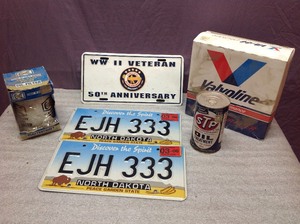 WW II VETERAN
50TH ANNIVERSARY
Valvoline
STP
OIL
Discover the Spirit
EJH 333
NORTH DAKOTA
Discover the Spirit
EJH 333
NORTH DAKOTA
PEACE GARDEN STATE